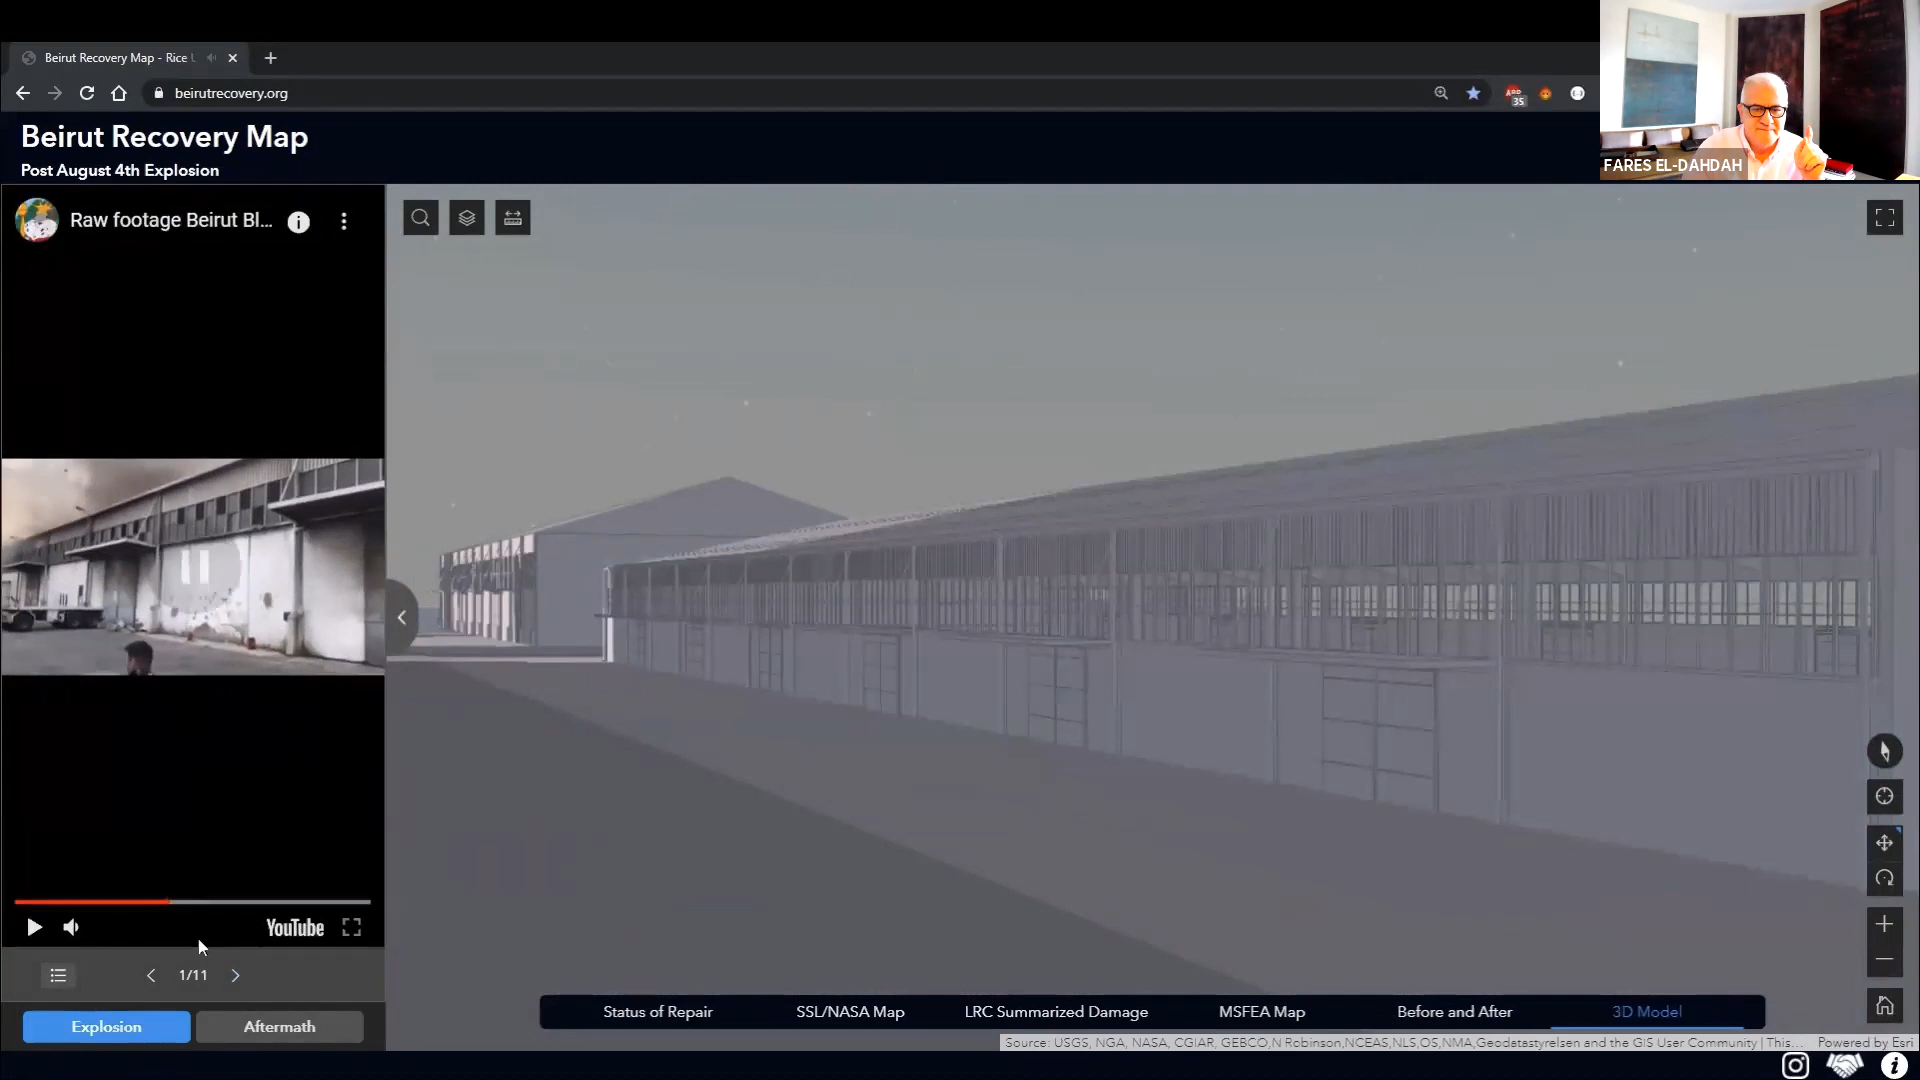 Beirut Recovery Map - Rice
beirutrecovery.org
35
Beirut Recovery Map
Post August 4th Explosion
FARES EL-DAHDAH
Raw footage Beirut Bl...
YouTube
1/11
Explosion
Aftermath
Status of Repair
SSL/NASA Map
LRC Summarized Damage
MSFEA Map
Before and After
3D Model
Source: USGS, NGA, NASA, CGIAR, GEBCO,N Robinson,NCEAS,NLS,OS,NMA,Geodatastyrelsen and the GIS User Community | This...
Powered by Esri